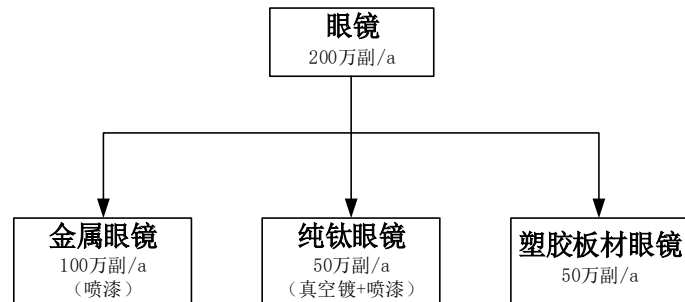 眼镜
200万副/a
金属眼镜
100万副/a
（喷漆）
纯钛眼镜
50万副/a
（真空镀+喷漆）
塑胶板材眼镜
50万副/a